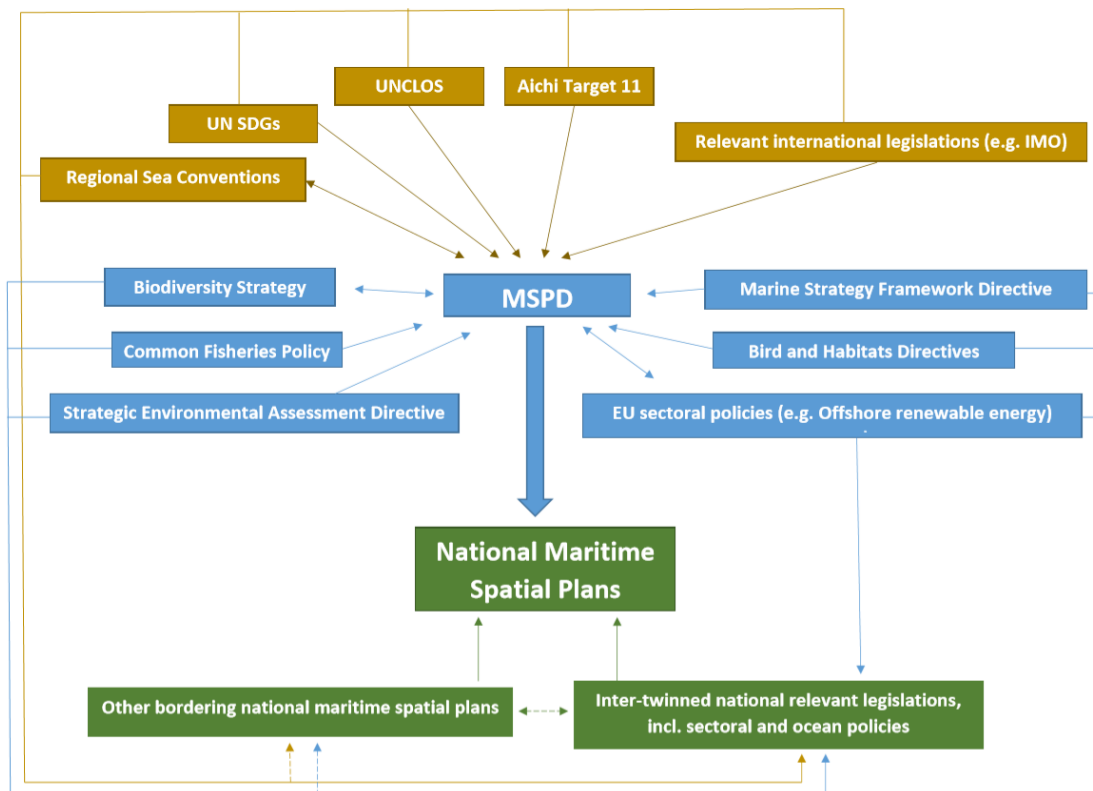 UNCLOS
Aichi Target 11
UN SDGs
Relevant international legislations (e.g. IMO)
Regional Sea Conventions
Biodiversity Strategy
MSPD
Marine Strategy Framework Directive
Common Fisheries Policy
Bird and Habitats Directives
Strategic Environmental Assessment Directive
EU sectoral policies (e.g. Offshore renewable energy)
.
National Maritime
Spatial Plans
Other bordering national maritime spatial plans
Inter-twinned national relevant legislations,
incl. sectoral and ocean policies